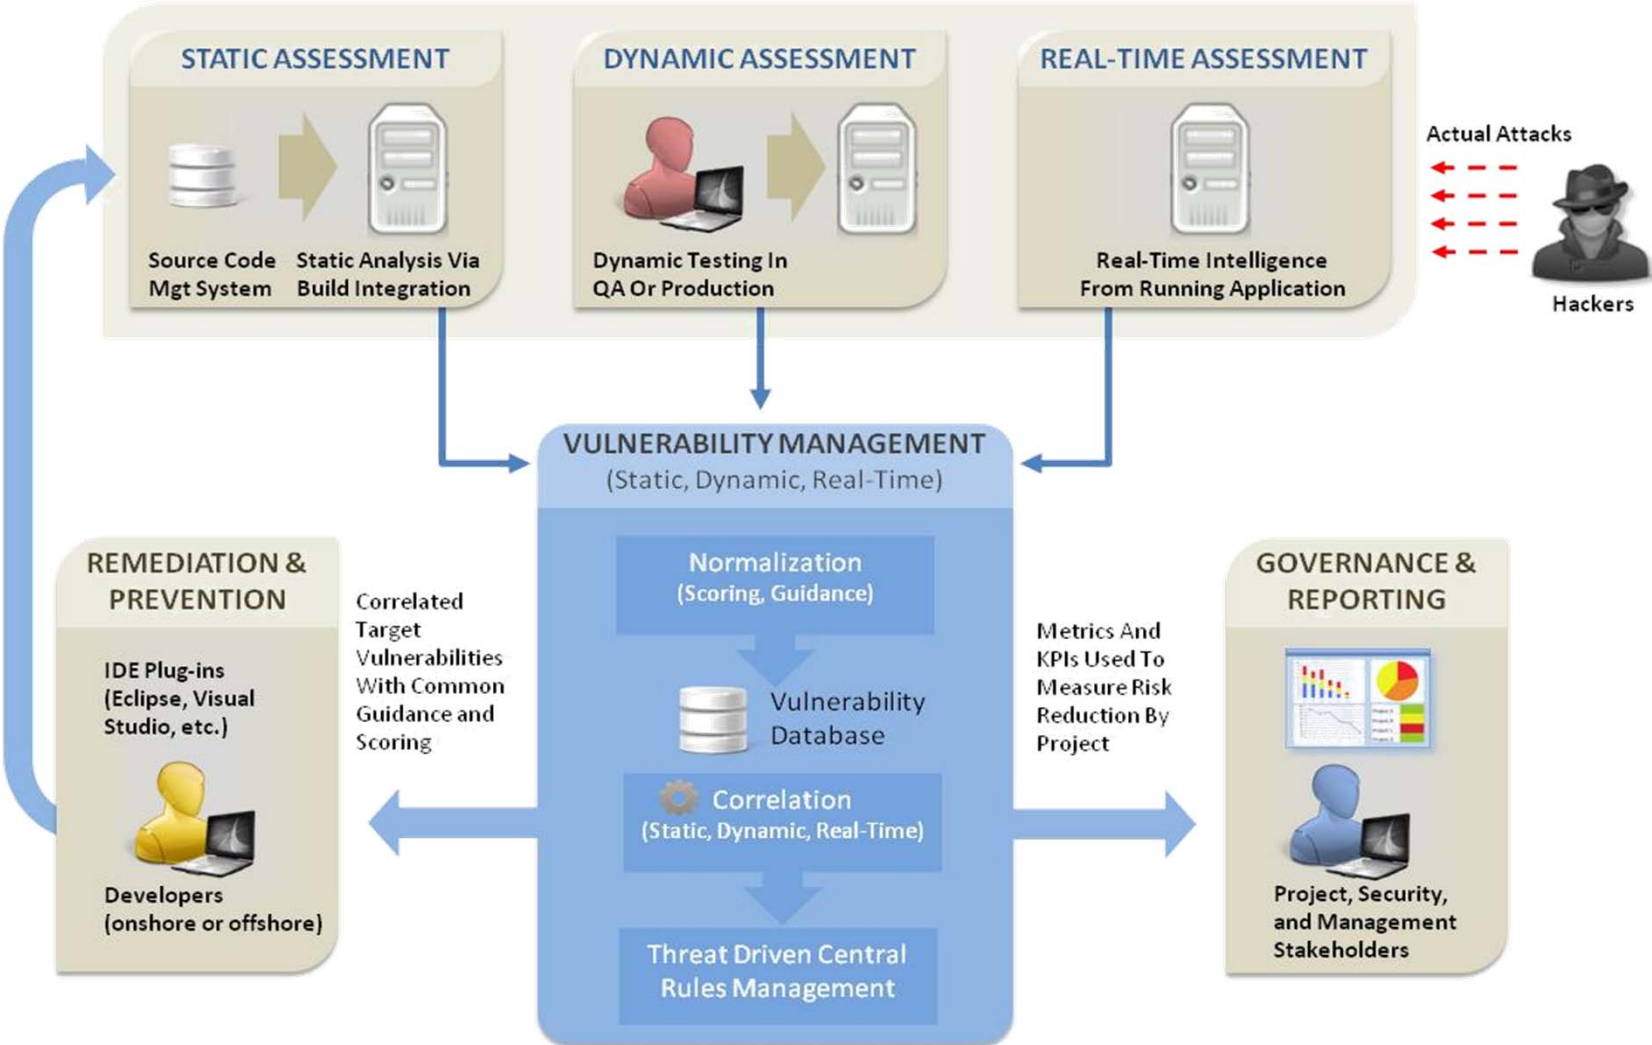 STATIC ASSESSMENT
Source Code
Mgt System
Static Analysis Via
Build Integration
DYNAMIC ASSESSMENT
Dynamic Testing In
QA Or Production
REAL-TIME ASSESSMENT
Real-Time Intelligence
From Running Application
Actual Attacks
Hackers
VULNERABILITY MANAGEMENT
(Static, Dynamic, Real-Time)
Normalization
(Scoring, Guidance)
Vulnerability
Database
Correlation
(Static, Dynamic, Real-Time)
Threat Driven Central
Rules Management
REMEDIATION &
PREVENTION
IDE Plug-ins
(Eclipse, Visual
Studio, etc.)
Developers
(onshore or offshore)
Correlated
Target
Vulnerabilities
With Common
Guidance and
Scoring
Metrics And
KPIs Used To
Measure Risk
Reduction By
Project
GOVERNANCE &
REPORTING
Project, Security,
and Management
Stakeholders